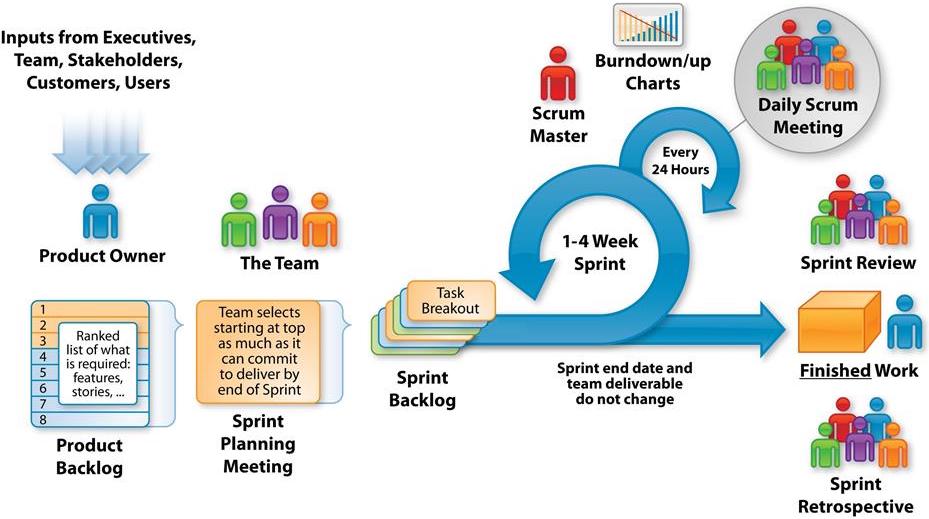 Inputs from Executives,
Team, Stakeholders,
Customers, Users
Product Owner
The Team
1
2
3
4
5
6
7
8
Ranked
list of what
is required:
features,
stories, ...
Product
Backlog
Team selects
starting at top
as much as it
can commit
to deliver by
end of Sprint
Sprint
Planning
Meeting
Task
Breakout
Sprint
Backlog
Scrum
Master
Burndown/up
Charts
Every
24 Hours
Daily Scrum
Meeting
1-4 Week
Sprint
Sprint end date and
team deliverable
do not change
Sprint Review
Finished Work
Sprint
Retrospective